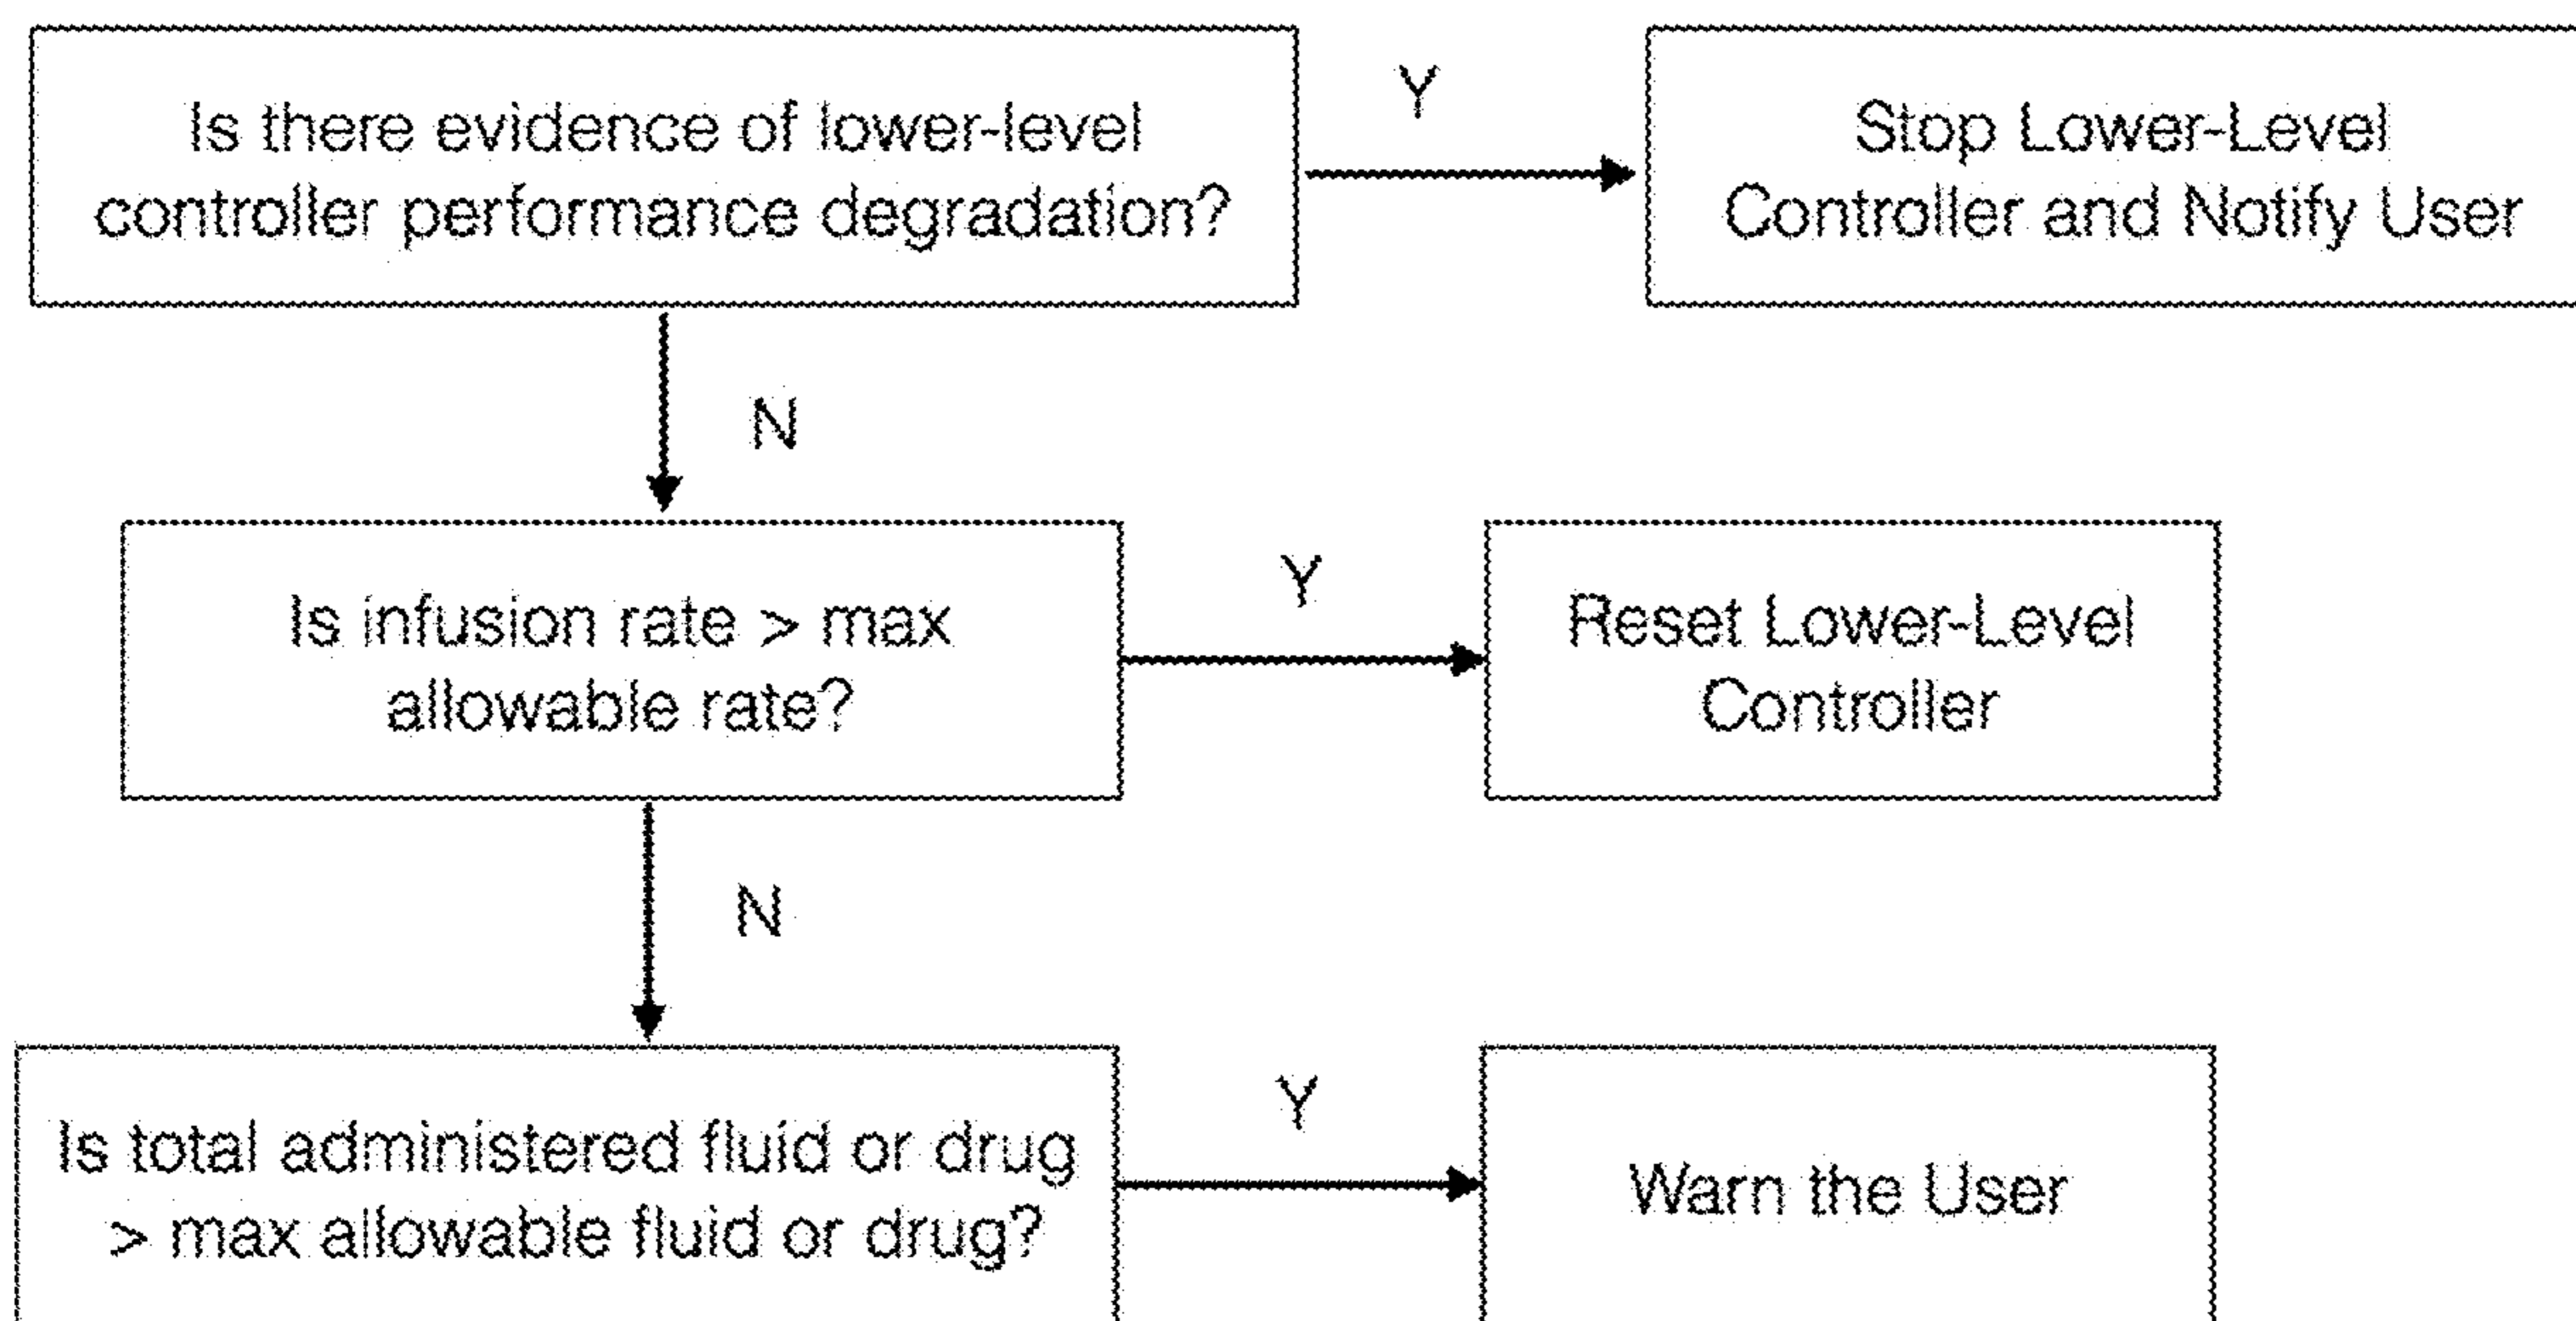 Is there evidence of lower-level
controller performance degradation?
Y
Stop Lower-Level
Controller and Notify User
N
Is infusion rate > max
allowable rate?
Y
Reset Lower-Level
Controller
N
Is total administered fluid or drug
> max allowable fluid or drug?
Y
Warn the User